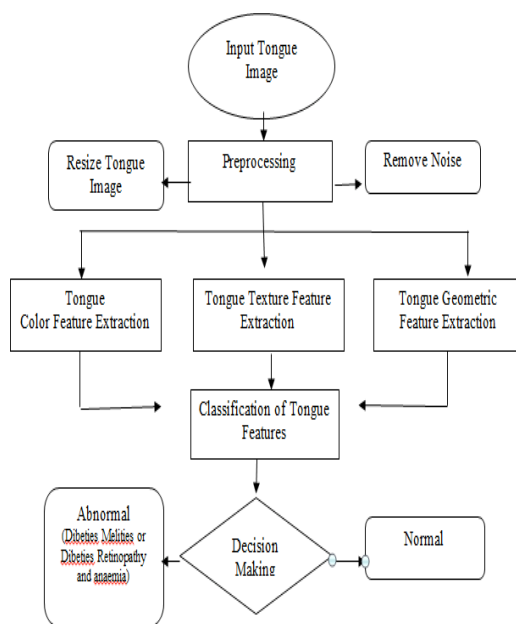 Input Tongue
Image
Resize Tongue
Image
Preprocessing
Remove Noise
Tongue
Color Feature Extraction
Tongue Texture Feature
Extraction
Tongue Geometric
Feature Extraction
Classification of Tongue
Features
Abnormal
(Dibeties Melities or
Dibeties Retinopathy
and anaemia)
Decision
Making
Normal